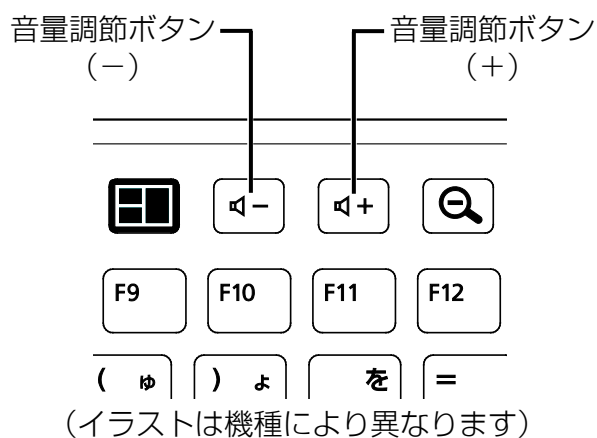 音量調節ボタン
（－）
音量調節ボタン
（＋）
－
＋
F9
F10
F11
F12
( ゅ
) ょ
を
=
（イラストは機種により異なります）